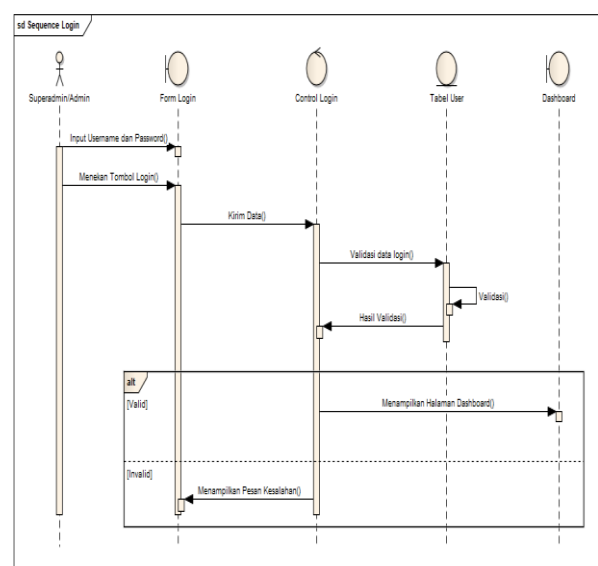 sd Sequence Login
Superadmin/Admin
Form Login
Control Login
Tabel User
Dashboard
Input Username dan Password()
Menekan Tombol Login()
Kirim Data()
Validasi data login()
Validasi()
Hasil Validasi()
alt
[Valid]
Menampilkan Halaman Dashboard()
[Invalid]
Menampilkan Pesan Kesalahan()